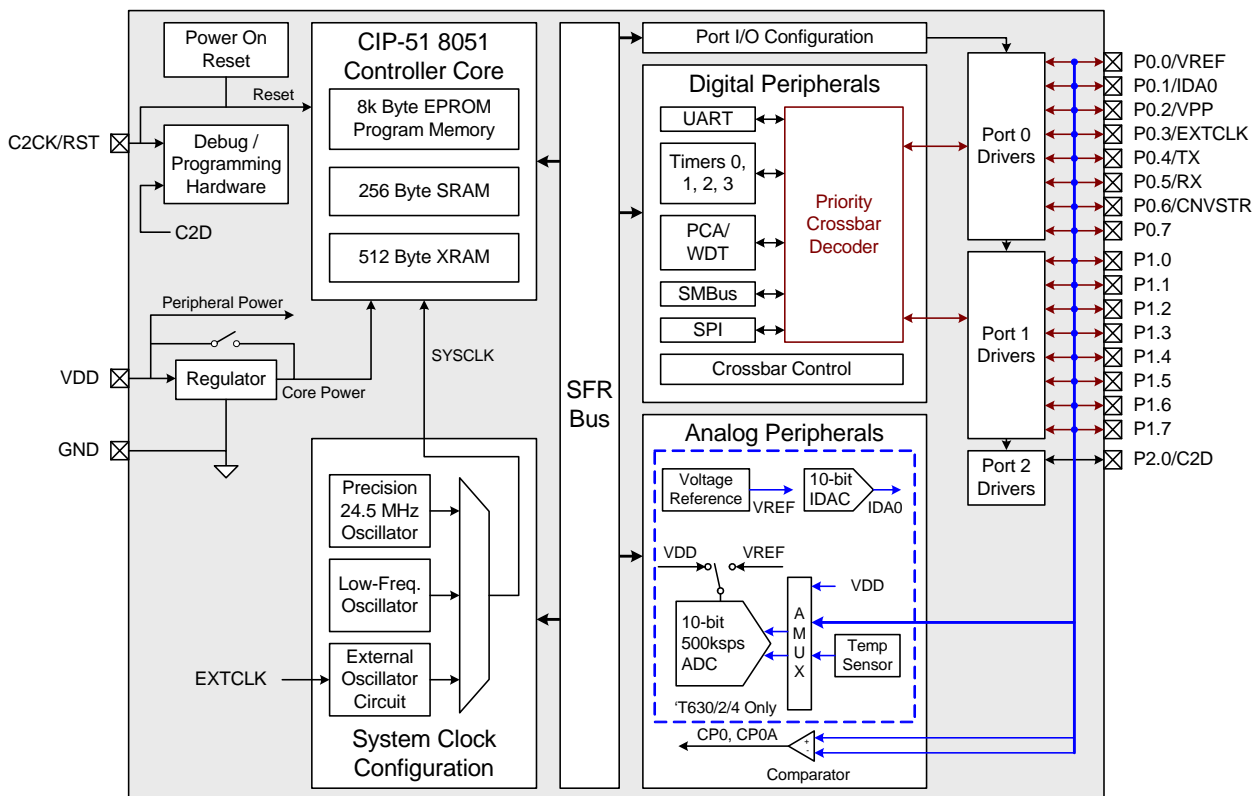 Power On
Reset
Reset
C2CK/RST
Debug /
Programming
Hardware
C2D
CIP-51 8051
Controller Core
8k Byte EPROM
Program Memory
256 Byte SRAM
512 Byte XRAM
Peripheral Power
VDD
Regulator
Core Power
GND
SYSCLK
Precision
24.5 MHz
Oscillator
Low-Freq.
Oscillator
EXTCLK
External
Oscillator
Circuit
System Clock
Configuration
SFR
Bus
Port I/O Configuration
Digital Peripherals
UART
Timers 0,
1, 2, 3
PCA/
WDT
SMBus
SPI
Priority
Crossbar
Decoder
Crossbar Control
Analog Peripherals
Voltage
Reference
VREF
10-bit
IDAC
IDA0
VDD
VREF
10-bit
500ksps
ADC
A
M
U
X
VDD
Temp
Sensor
‘T630/2/4 Only
CP0, CP0A
+
-
Comparator
Port 0
Drivers
Port 1
Drivers
Port 2
Drivers
P0.0/VREF
P0.1/IDA0
P0.2/VPP
P0.3/EXTCLK
P0.4/TX
P0.5/RX
P0.6/CNVSTR
P0.7
P1.0
P1.1
P1.2
P1.3
P1.4
P1.5
P1.6
P1.7
P2.0/C2D